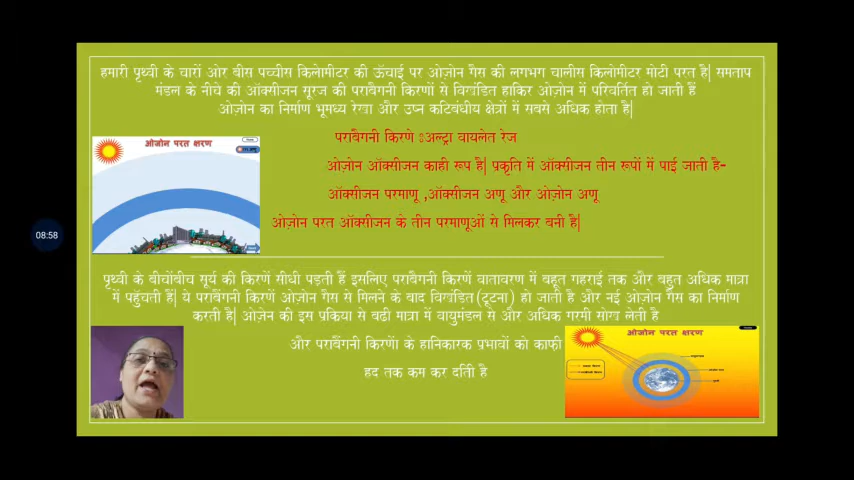 हमारी पृथ्वी के चारों ओर बीस पच्चीस किलोमीटर की ऊँचाई पर ओज़ोन गैस की लगभग चालीस किलोमीटर मोटी परत है| समताप
मंडल के नीचे की ऑक्सीजन सूरज की पराबैगनी किरणों से विखंडित हाकिर ओज़ोन में परिवर्तित हो जाती हैं
ओज़ोन का निर्माण भूमध्य रेखा और उष्न कटिबंधीय क्षेत्रों में सबसे अधिक होता है|
पराबैगनी किरणे ःअल्ट्रा वायलेत रेज
ओज़ोन परत क्षरण
ओज़ोन ऑक्सीजन काही रूप है| प्रकृति में ऑक्सीजन तीन रूपों में पाई जाती है-
ऑक्सीजन परमाणू ,ऑक्सीजन अणू और ओज़ोन अणू
ओज़ोन परत ऑक्सीजन के तीन परमाणूओं से मिलकर बनी है|
08:58
पृथ्वी के बीचोंबीच सूर्य की किरणें सीधी पड़ती हैं इसलिए पराबैगनी किरणें वातावरण में बहूत गहराई तक और बहुत अधिक मात्रा
में पहुँचती हैं| ये पराबैंगनी किरणें ओज़ोन गैस से मिलने के बाद विखंडित(टूटना) हो जाती है और नई ओज़ोन गैस का निर्माण
करती है| ओज़ेन की इस प्रकिया से बढी मात्रा में वायुमंडल से और अधिक गरमी सोख लेती है
ओजोन परत क्षरण
और पराबैंगनी किरणेां के हानिकारक प्रभावों को काफी
हद तक कम कर दतिी है